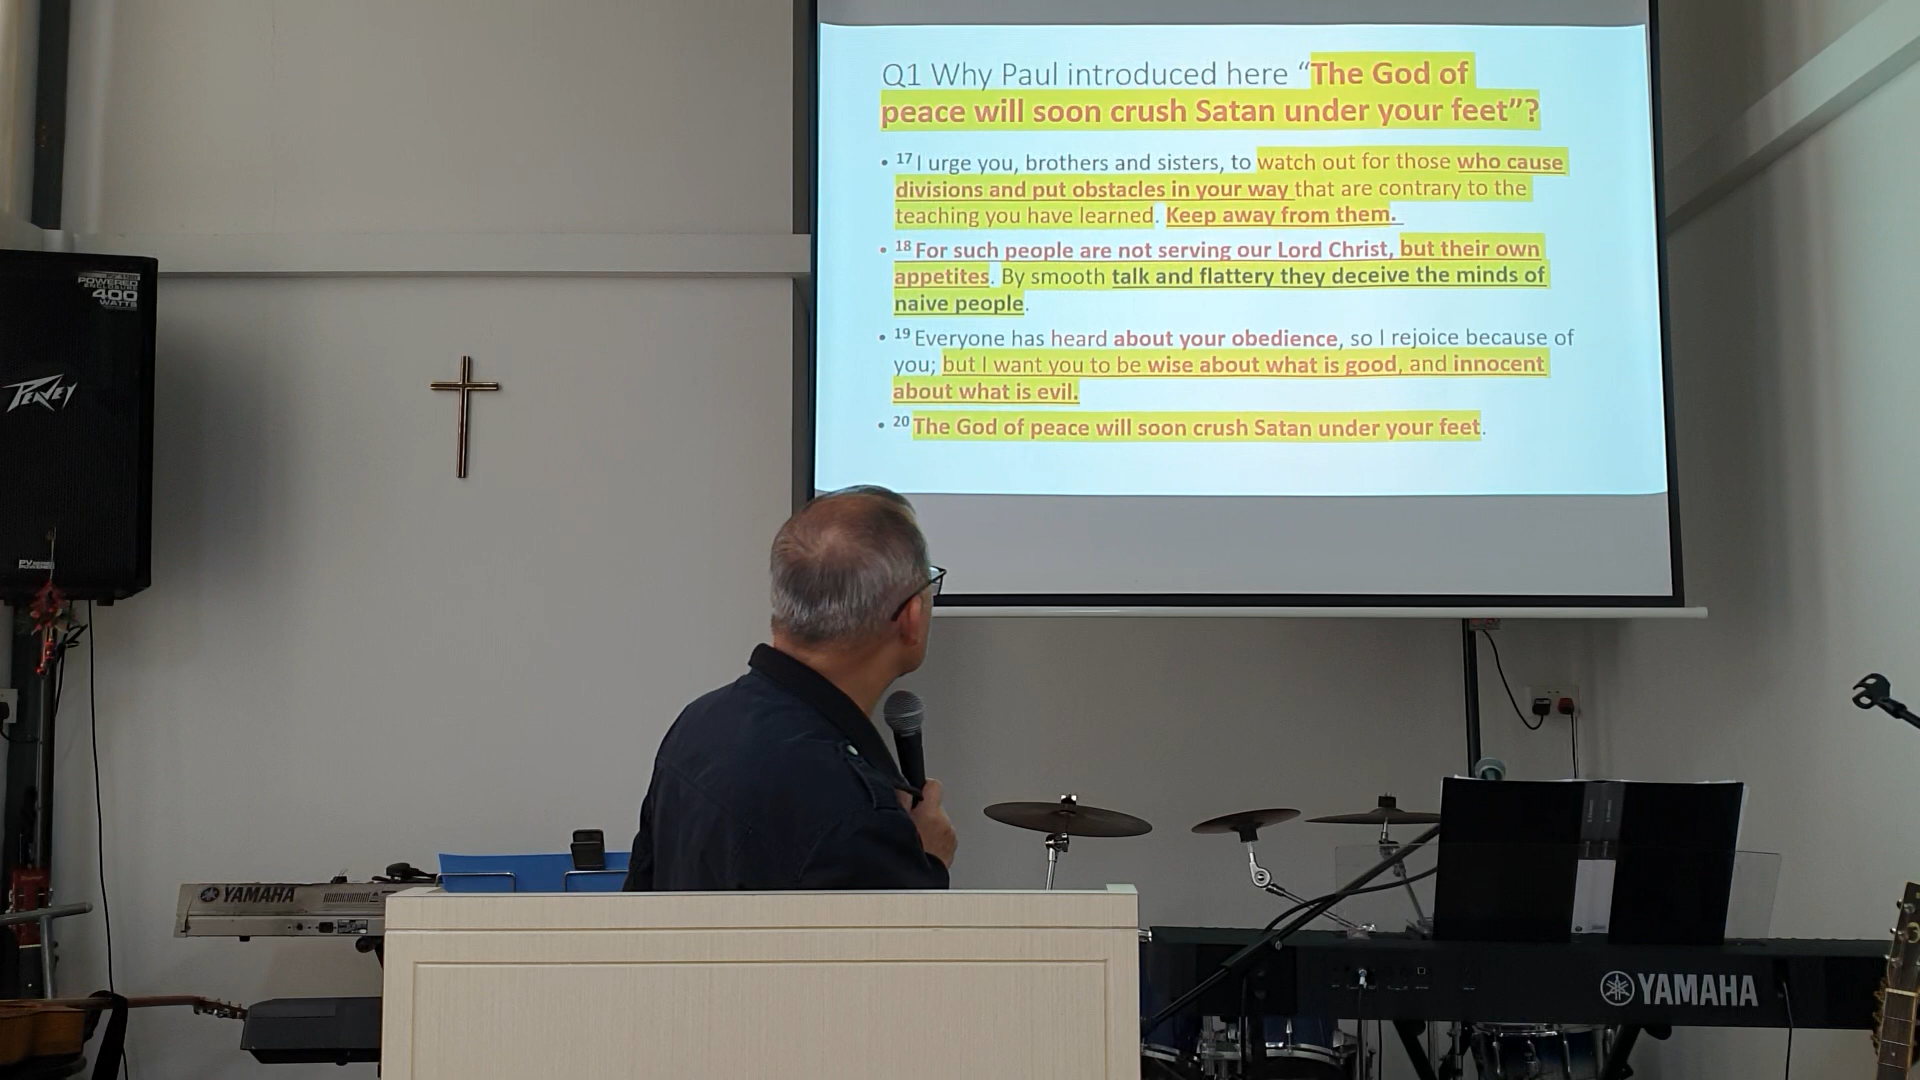 Q1 Why Paul introduced here “The God of
peace will soon crush Satan under your feet”?
• 17 I urge you, brothers and sisters, to watch out for those who cause
divisions and put obstacles in your way that are contrary to the
teaching you have learned. Keep away from them.
• 18 For such people are not serving our Lord Christ, but their own
appetites. By smooth talk and flattery they deceive the minds of
naive people.
• 19 Everyone has heard about your obedience, so I rejoice because of
you; but I want you to be wise about what is good, and innocent
about what is evil.
• 20 The God of peace will soon crush Satan under your feet.
POWERED
ENCLOSURE
400
WATTS
PEAVEY
PV
POWERED
YAMAHA
YAMAHA